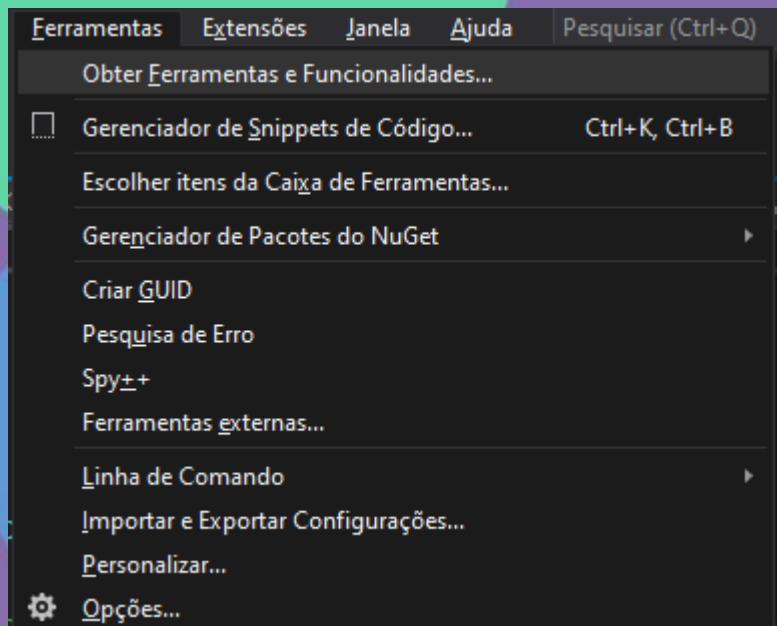 Ferramentas Extensões Janela Ajuda Pesquisar (Ctrl+Q)
Obter Ferramentas e Funcionalidades...
Gerenciador de Snippets de Código... Ctrl+K, Ctrl+B
Escolher itens da Caixa de Ferramentas...
Gerenciador de Pacotes do NuGet
Criar GUID
Pesquisa de Erro
Spy++
Ferramentas externas...
Linha de Comando
Importar e Exportar Configurações...
Personalizar...
Opções...